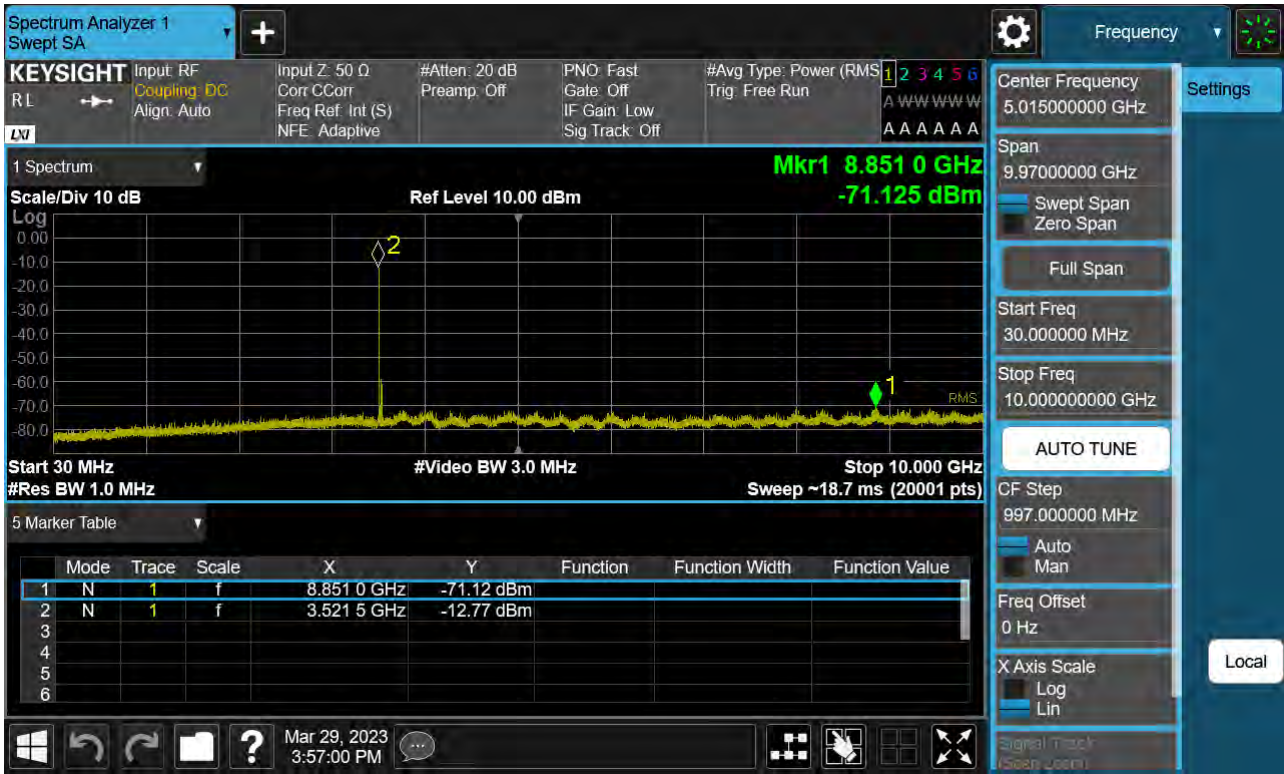 Spectrum Analyzer 1
Swept SA
+
Frequency
KEYSIGHT
RL
LXI
Input: RF
Coupling: DC
Align: Auto
Input Z: 50 Ω
Corr CCorr
Freq Ref: Int (S)
NFE: Adaptive
#Atten: 20 dB
Preamp: Off
PNO: Fast
Gate: Off
IF Gain: Low
Sig Track: Off
#Avg Type: Power (RMS
Trig: Free Run
1 2 3 4 5 6
A W W W W W
A A A A A A
1 Spectrum
Mkr1 8.851 0 GHz
Scale/Div 10 dB
Ref Level 10.00 dBm
-71.125 dBm
Log
0.00
-10.0
-20.0
-30.0
-40.0
-50.0
-60.0
-70.0
-80.0
2
1
RMS
Start 30 MHz
#Video BW 3.0 MHz
Stop 10.000 GHz
#Res BW 1.0 MHz
Sweep ~18.7 ms (20001 pts)
5 Marker Table
Mode Trace Scale X Y Function Function Width Function Value
1 N 1 f 8.851 0 GHz -71.12 dBm
2 N 1 f 3.521 5 GHz -12.77 dBm
3
4
5
6
?
Mar 29, 2023
3:57:00 PM
Center Frequency
5.015000000 GHz
Span
9.97000000 GHz
Swept Span
Zero Span
Full Span
Start Freq
30.000000 MHz
Stop Freq
10.000000000 GHz
AUTO TUNE
CF Step
997.000000 MHz
Auto
Man
Freq Offset
0 Hz
X Axis Scale
Log
Lin
Signal Track
(Span Zoom)
Settings
Local